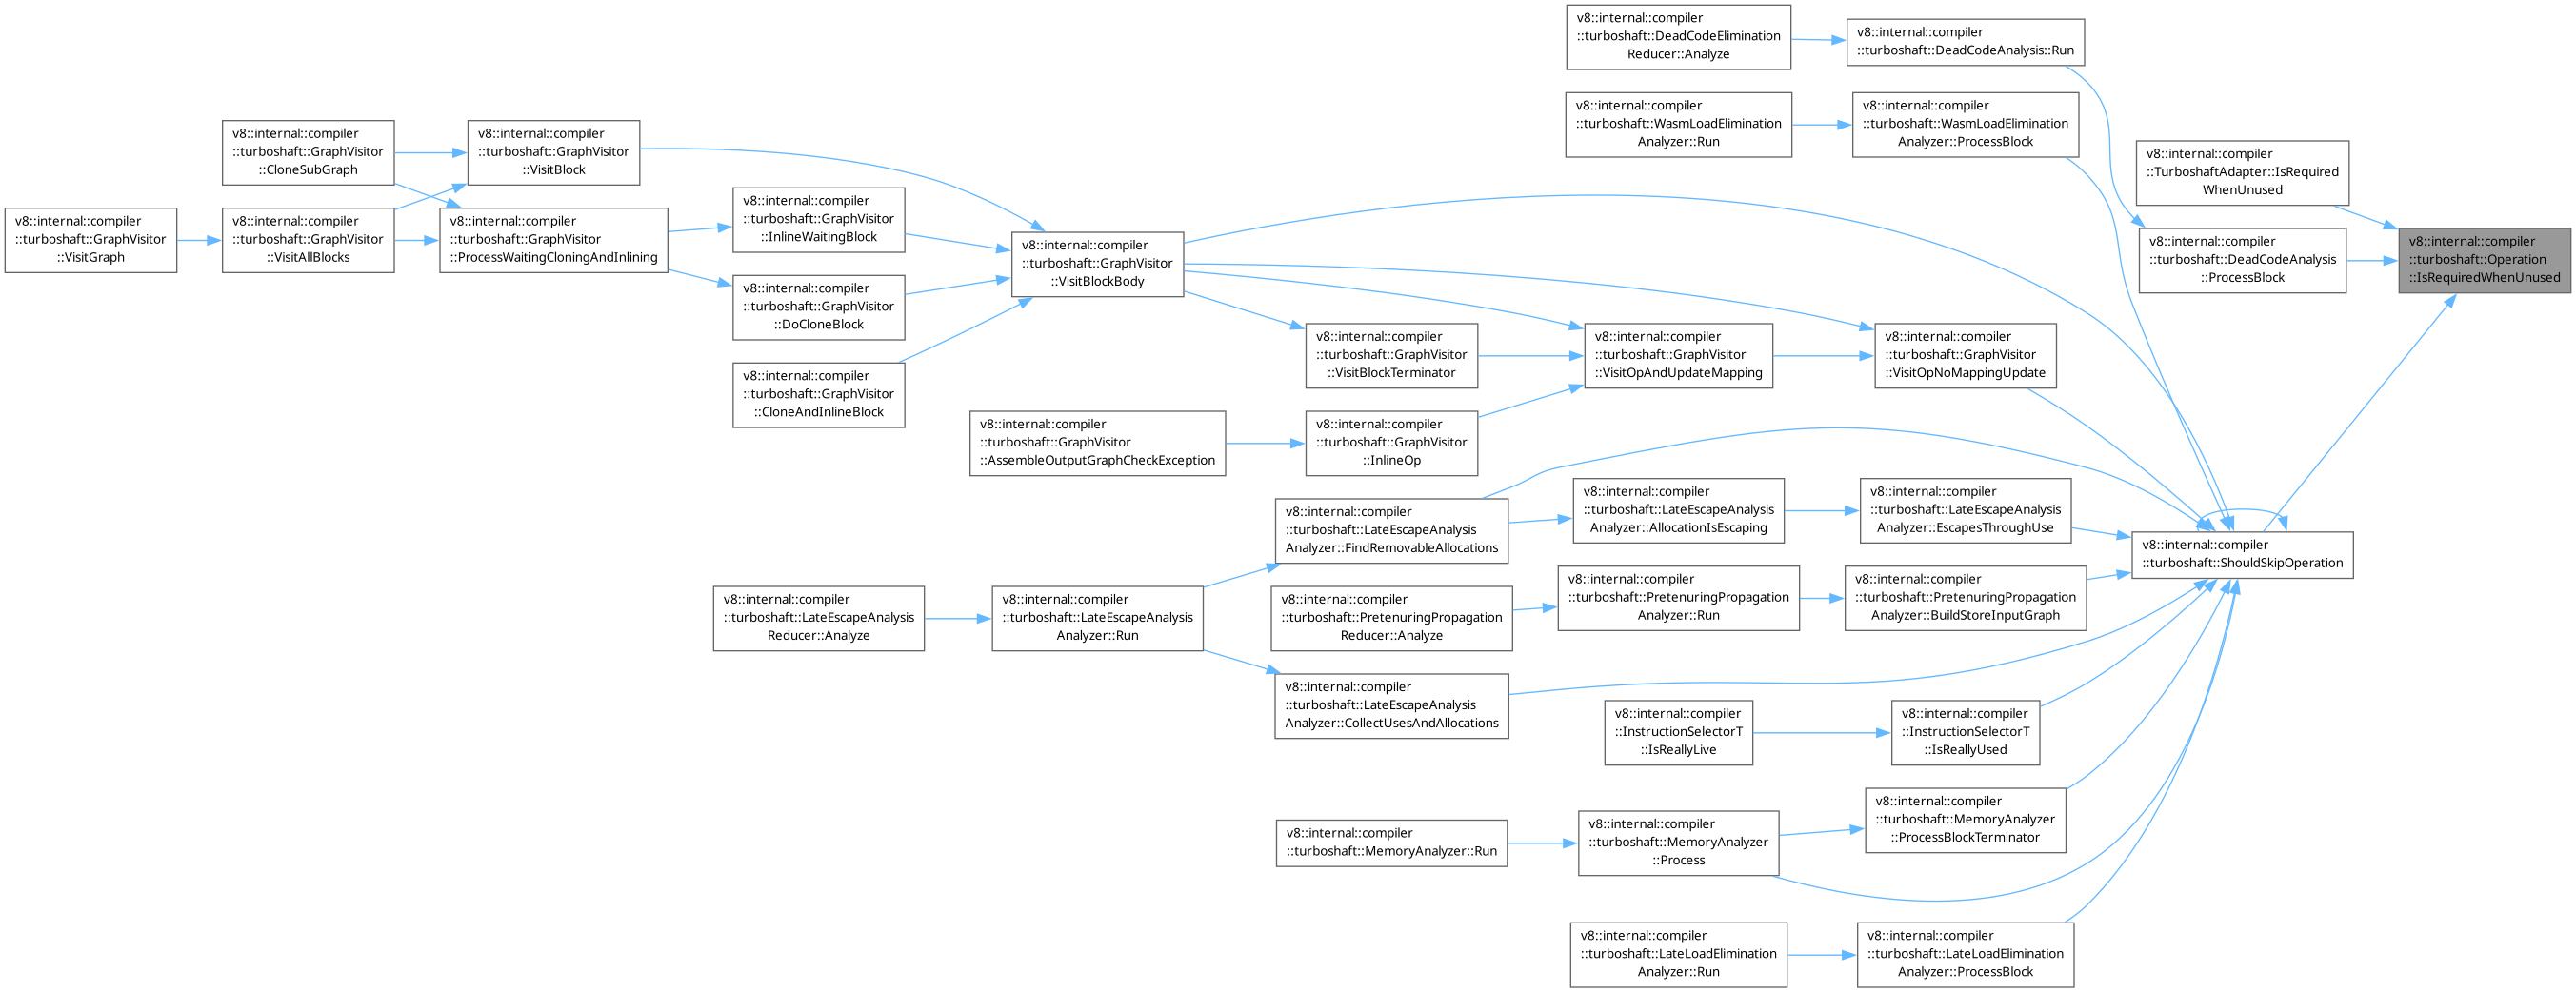 v8::internal::compiler
::turboshaft::DeadCodeElimination
Reducer::Analyze
v8::internal::compiler
::turboshaft::DeadCodeAnalysis::Run
v8::internal::compiler
::turboshaft::WasmLoadElimination
Analyzer::Run
v8::internal::compiler
::turboshaft::WasmLoadElimination
Analyzer::ProcessBlock
v8::internal::compiler
::turboshaft::GraphVisitor
::CloneSubGraph
v8::internal::compiler
::turboshaft::GraphVisitor
::VisitBlock
v8::internal::compiler
::TurboshaftAdapter::IsRequired
WhenUnused
v8::internal::compiler
::turboshaft::GraphVisitor
::InlineWaitingBlock
v8::internal::compiler
::turboshaft::GraphVisitor
::VisitGraph
v8::internal::compiler
::turboshaft::GraphVisitor
::VisitAllBlocks
v8::internal::compiler
::turboshaft::GraphVisitor
::ProcessWaitingCloningAndInlining
v8::internal::compiler
::turboshaft::GraphVisitor
::VisitBlockBody
v8::internal::compiler
::turboshaft::DeadCodeAnalysis
::ProcessBlock
v8::internal::compiler
::turboshaft::Operation
::IsRequiredWhenUnused
v8::internal::compiler
::turboshaft::GraphVisitor
::DoCloneBlock
v8::internal::compiler
::turboshaft::GraphVisitor
::VisitBlockTerminator
v8::internal::compiler
::turboshaft::GraphVisitor
::VisitOpAndUpdateMapping
v8::internal::compiler
::turboshaft::GraphVisitor
::VisitOpNoMappingUpdate
v8::internal::compiler
::turboshaft::GraphVisitor
::CloneAndInlineBlock
v8::internal::compiler
::turboshaft::GraphVisitor
::AssembleOutputGraphCheckException
v8::internal::compiler
::turboshaft::GraphVisitor
::InlineOp
v8::internal::compiler
::turboshaft::LateEscapeAnalysis
Analyzer::FindRemovableAllocations
v8::internal::compiler
::turboshaft::LateEscapeAnalysis
Analyzer::AllocationIsEscaping
v8::internal::compiler
::turboshaft::LateEscapeAnalysis
Analyzer::EscapesThroughUse
v8::internal::compiler
::turboshaft::ShouldSkipOperation
v8::internal::compiler
::turboshaft::LateEscapeAnalysis
Reducer::Analyze
v8::internal::compiler
::turboshaft::LateEscapeAnalysis
Analyzer::Run
v8::internal::compiler
::turboshaft::PretenuringPropagation
Reducer::Analyze
v8::internal::compiler
::turboshaft::PretenuringPropagation
Analyzer::Run
v8::internal::compiler
::turboshaft::PretenuringPropagation
Analyzer::BuildStoreInputGraph
v8::internal::compiler
::turboshaft::LateEscapeAnalysis
Analyzer::CollectUsesAndAllocations
v8::internal::compiler
::InstructionSelectorT
::IsReallyLive
v8::internal::compiler
::InstructionSelectorT
::IsReallyUsed
v8::internal::compiler
::turboshaft::MemoryAnalyzer::Run
v8::internal::compiler
::turboshaft::MemoryAnalyzer
::Process
v8::internal::compiler
::turboshaft::MemoryAnalyzer
::ProcessBlockTerminator
v8::internal::compiler
::turboshaft::LateLoadElimination
Analyzer::Run
v8::internal::compiler
::turboshaft::LateLoadElimination
Analyzer::ProcessBlock